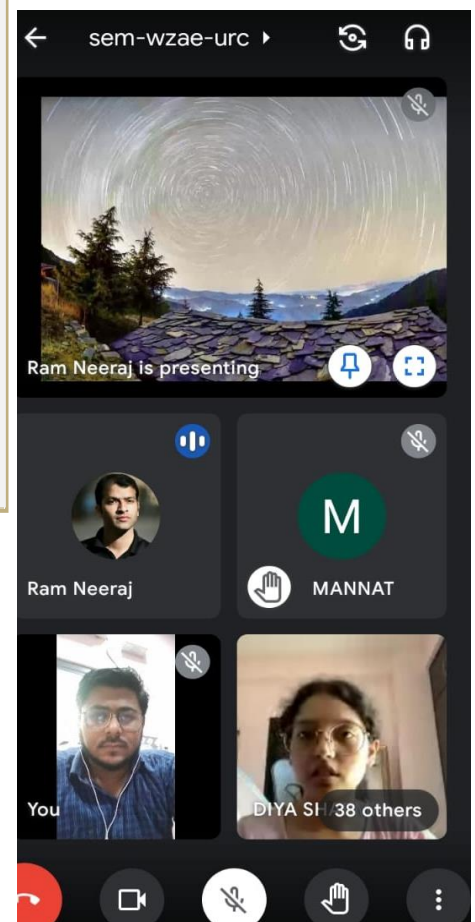 sem-wzae-urc
Ram Neeraj is presenting
Ram Neeraj
M
MANNAT
You
DIYA SH
38 others